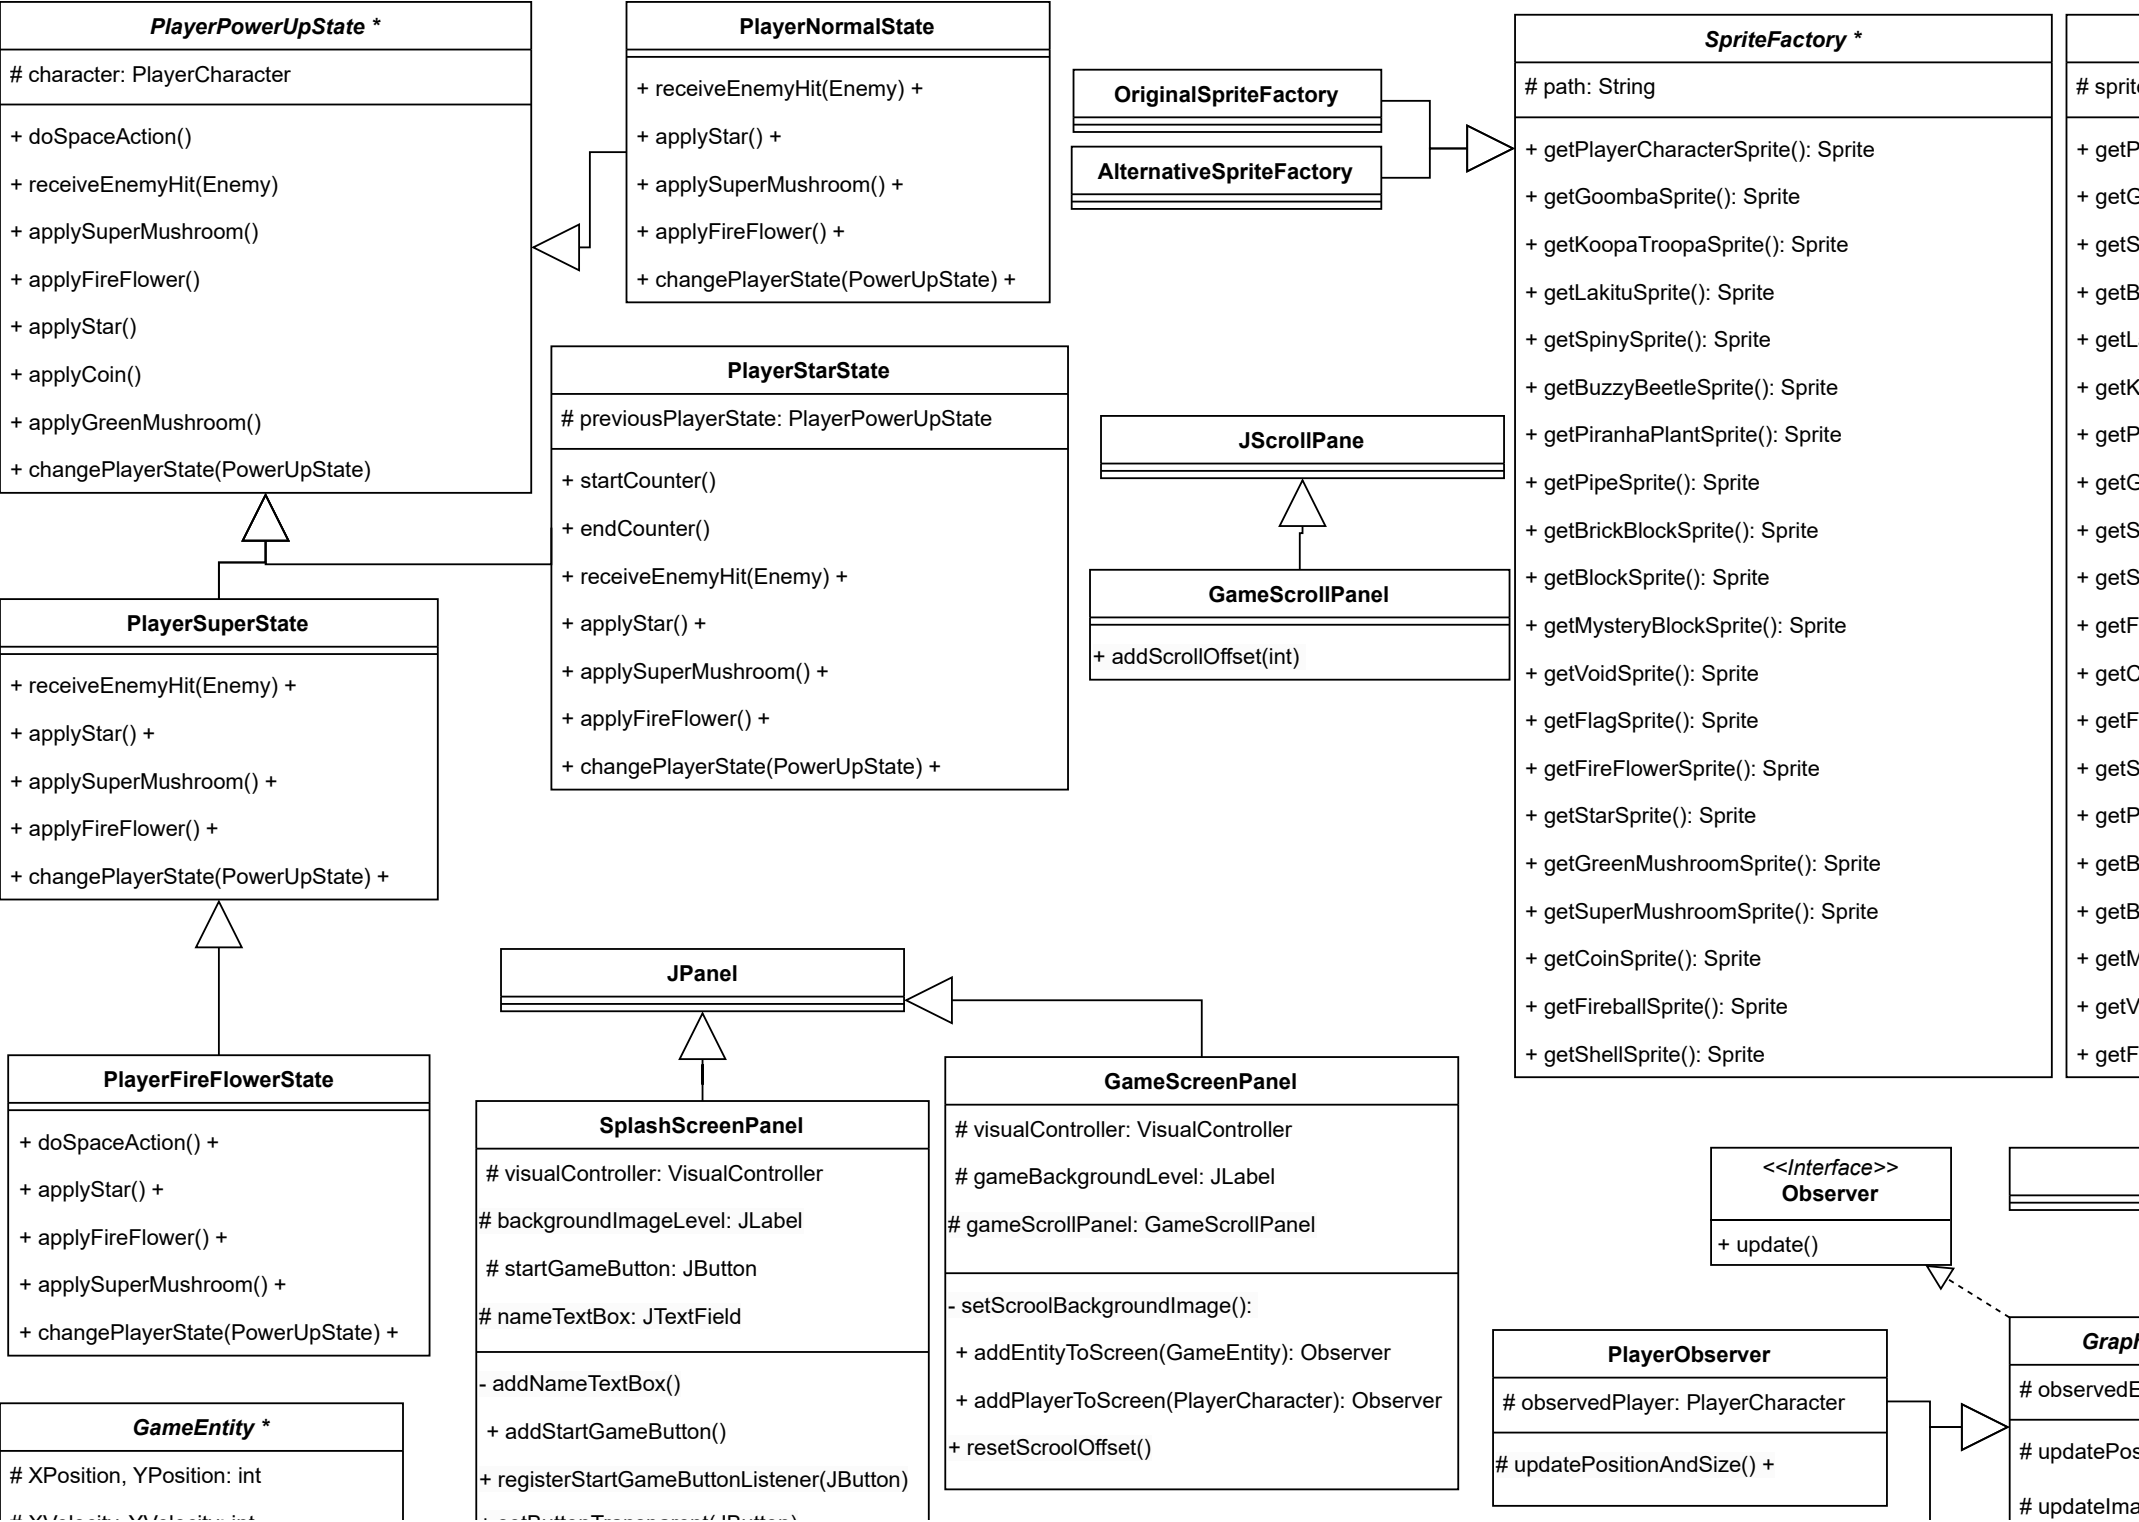 PlayerPowerUpState *
# character: PlayerCharacter
+ doSpaceAction()
+ receiveEnemyHit(Enemy)
+ applySuperMushroom()
+ applyFireFlower()
+ applyStar()
+ applyCoin()
+ applyGreenMushroom()
+ changePlayerState(PowerUpState)
PlayerNormalState
+ receiveEnemyHit(Enemy) +
+ applyStar() +
+ applySuperMushroom() +
+ applyFireFlower() +
+ changePlayerState(PowerUpState) +
OriginalSpriteFactory
AlternativeSpriteFactory
SpriteFactory *
# path: String
+ getPlayerCharacterSprite(): Sprite
+ getGoombaSprite(): Sprite
+ getKoopaTroopaSprite(): Sprite
+ getLakituSprite(): Sprite
+ getSpinySprite(): Sprite
+ getBuzzyBeetleSprite(): Sprite
+ getPiranhaPlantSprite(): Sprite
+ getPipeSprite(): Sprite
+ getBrickBlockSprite(): Sprite
+ getBlockSprite(): Sprite
+ getMysteryBlockSprite(): Sprite
+ getVoidSprite(): Sprite
+ getFlagSprite(): Sprite
+ getFireFlowerSprite(): Sprite
+ getStarSprite(): Sprite
+ getGreenMushroomSprite(): Sprite
+ getSuperMushroomSprite(): Sprite
+ getCoinSprite(): Sprite
+ getFireballSprite(): Sprite
+ getShellSprite(): Sprite
PlayerStarState
# previousPlayerState: PlayerPowerUpState
+ startCounter()
+ endCounter()
+ receiveEnemyHit(Enemy) +
+ applyStar() +
+ applySuperMushroom() +
+ applyFireFlower() +
+ changePlayerState(PowerUpState) +
JScrollPane
GameScrollPanel
+ addScrollOffset(int)
PlayerSuperState
+ receiveEnemyHit(Enemy) +
+ applyStar() +
+ applySuperMushroom() +
+ applyFireFlower() +
+ changePlayerState(PowerUpState) +
PlayerFireFlowerState
+ doSpaceAction() +
+ applyStar() +
+ applyFireFlower() +
+ applySuperMushroom() +
+ changePlayerState(PowerUpState) +
JPanel
SplashScreenPanel
# visualController: VisualController
# backgroundImageLevel: JLabel
# startGameButton: JButton
# nameTextBox: JTextField
- addNameTextBox()
+ addStartGameButton()
+ registerStartGameButtonListener(JButton)
GameScreenPanel
# visualController: VisualController
# gameBackgroundLevel: JLabel
# gameScrollPanel: GameScrollPanel
- setScroolBackgroundImage():
+ addEntityToScreen(GameEntity): Observer
+ addPlayerToScreen(PlayerCharacter): Observer
+ resetScroolOffset()
<<Interface>>
Observer
+ update()
PlayerObserver
# observedPlayer: PlayerCharacter
# updatePositionAndSize() +
GameEntity *
# XPosition, YPosition: int